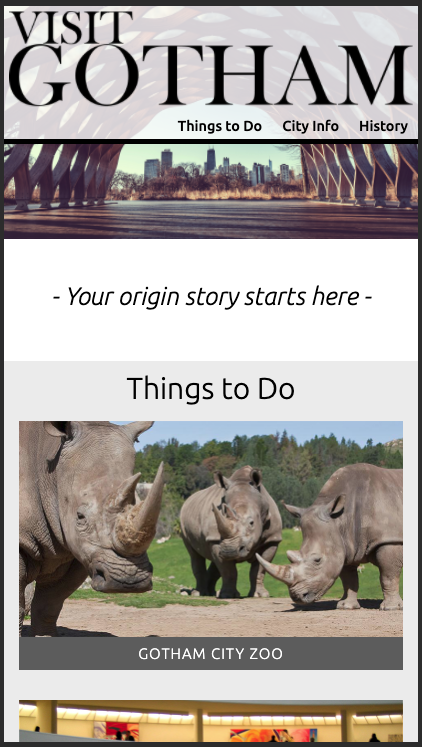 VISIT
GOTHAM
Things to Do City Info History
- Your origin story starts here -
Things to Do
GOTHAM CITY ZOO